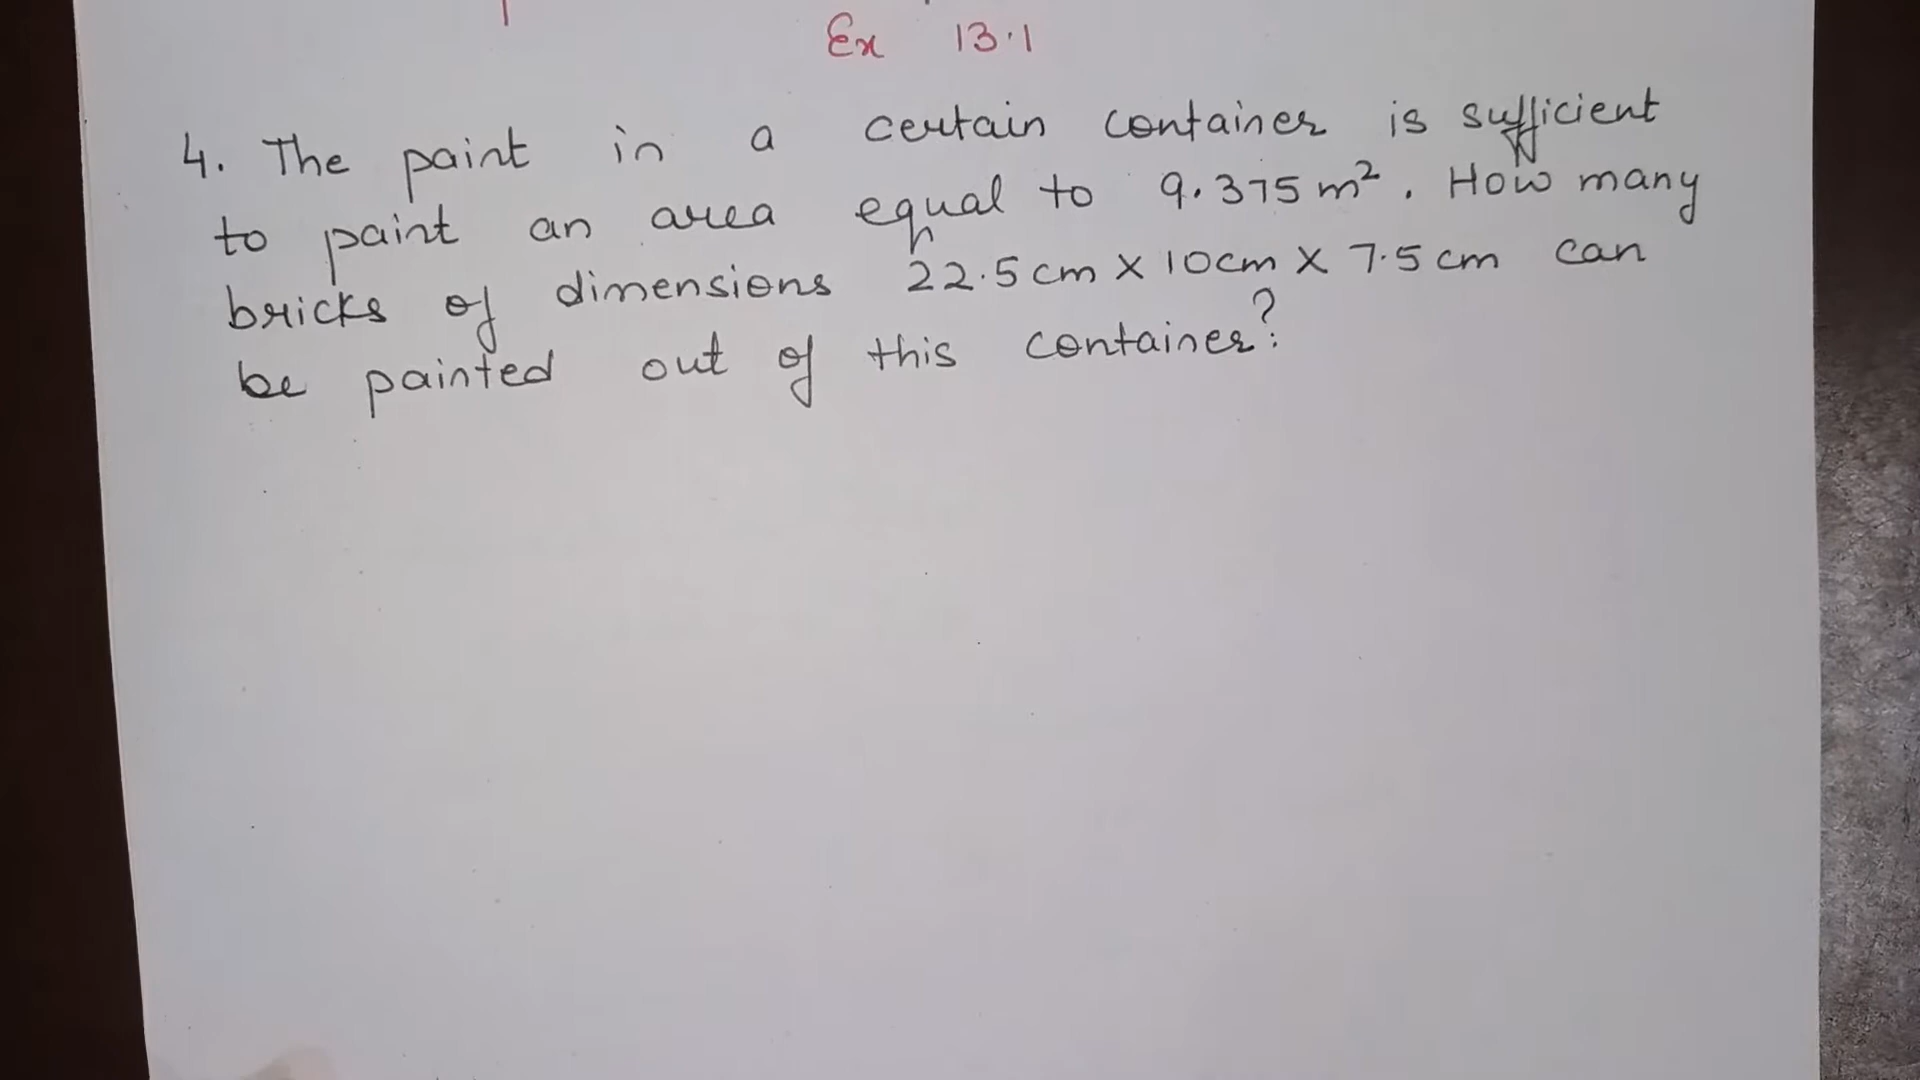 Ex 13.1
4. The paint in a certain container is sufficient
to paint an area equal to 9.375 m². How many
bricks of dimensions 22.5 cm × 10 cm × 7.5 cm can
be painted out of this container?